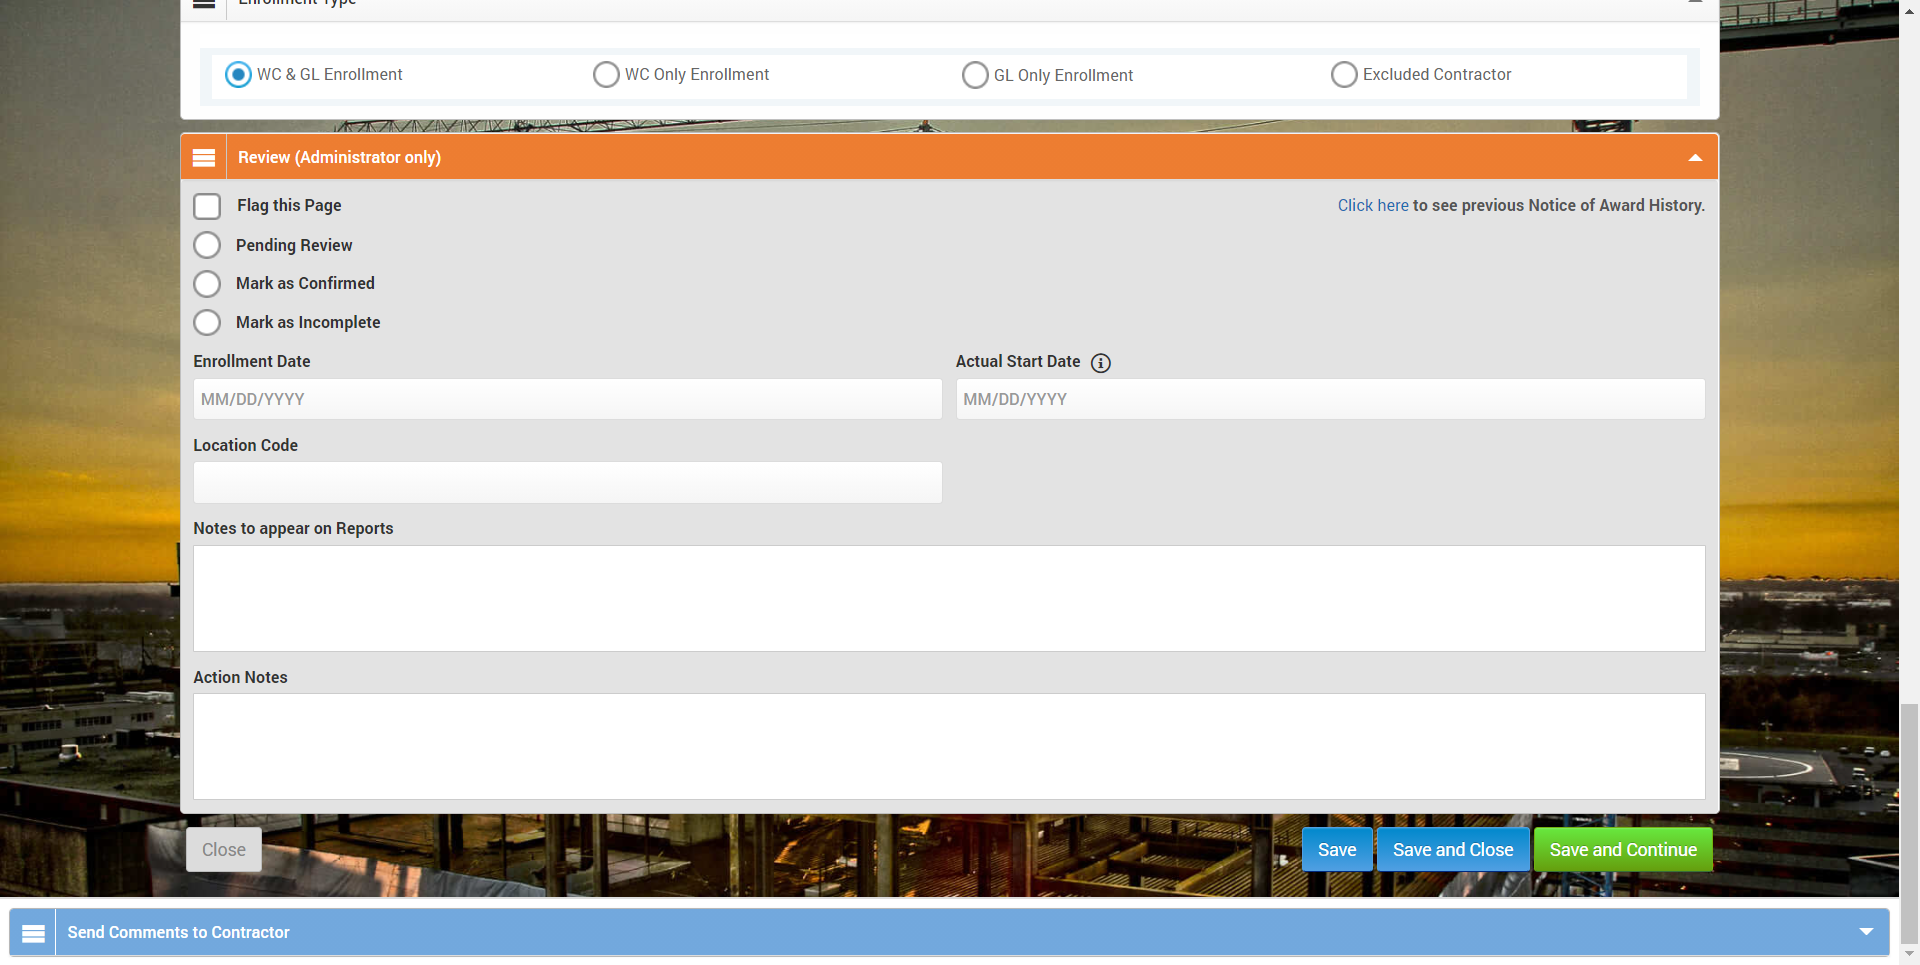 Enrollment Type
WC & GL Enrollment
WC Only Enrollment
GL Only Enrollment
Excluded Contractor
Review (Administrator only)
Flag this Page
Click here to see previous Notice of Award History.
Pending Review
Mark as Confirmed
Mark as Incomplete
Enrollment Date
Actual Start Date
MM/DD/YYYY
MM/DD/YYYY
Location Code
Notes to appear on Reports
Action Notes
Close
Save
Save and Close
Save and Continue
Send Comments to Contractor